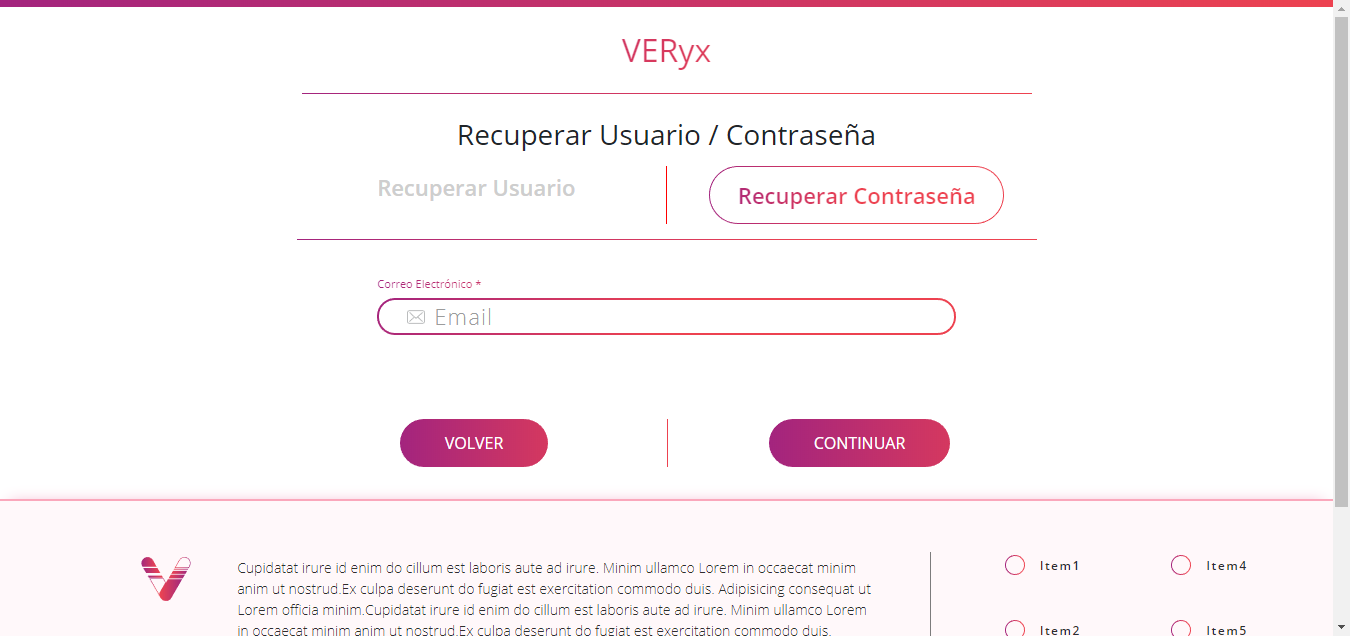 VERyx
Recuperar Usuario / Contraseña
Recuperar Usuario
Recuperar Contraseña
Correo Electrónico *
Email
VOLVER
CONTINUAR
Cupidatat irure id enim do cillum est laboris aute ad irure. Minim ullamco Lorem in occaecat minim
anim ut nostrud.Ex culpa deserunt do fugiat est exercitation commodo duis. Adipisicing consequat ut
Lorem officia minim.Cupidatat irure id enim do cillum est laboris aute ad irure. Minim ullamco Lorem
in occaecat minim anim ut nostrud.Ex culpa deserunt do fugiat est exercitation commodo duis.
Item1
Item4
Item2
Item5